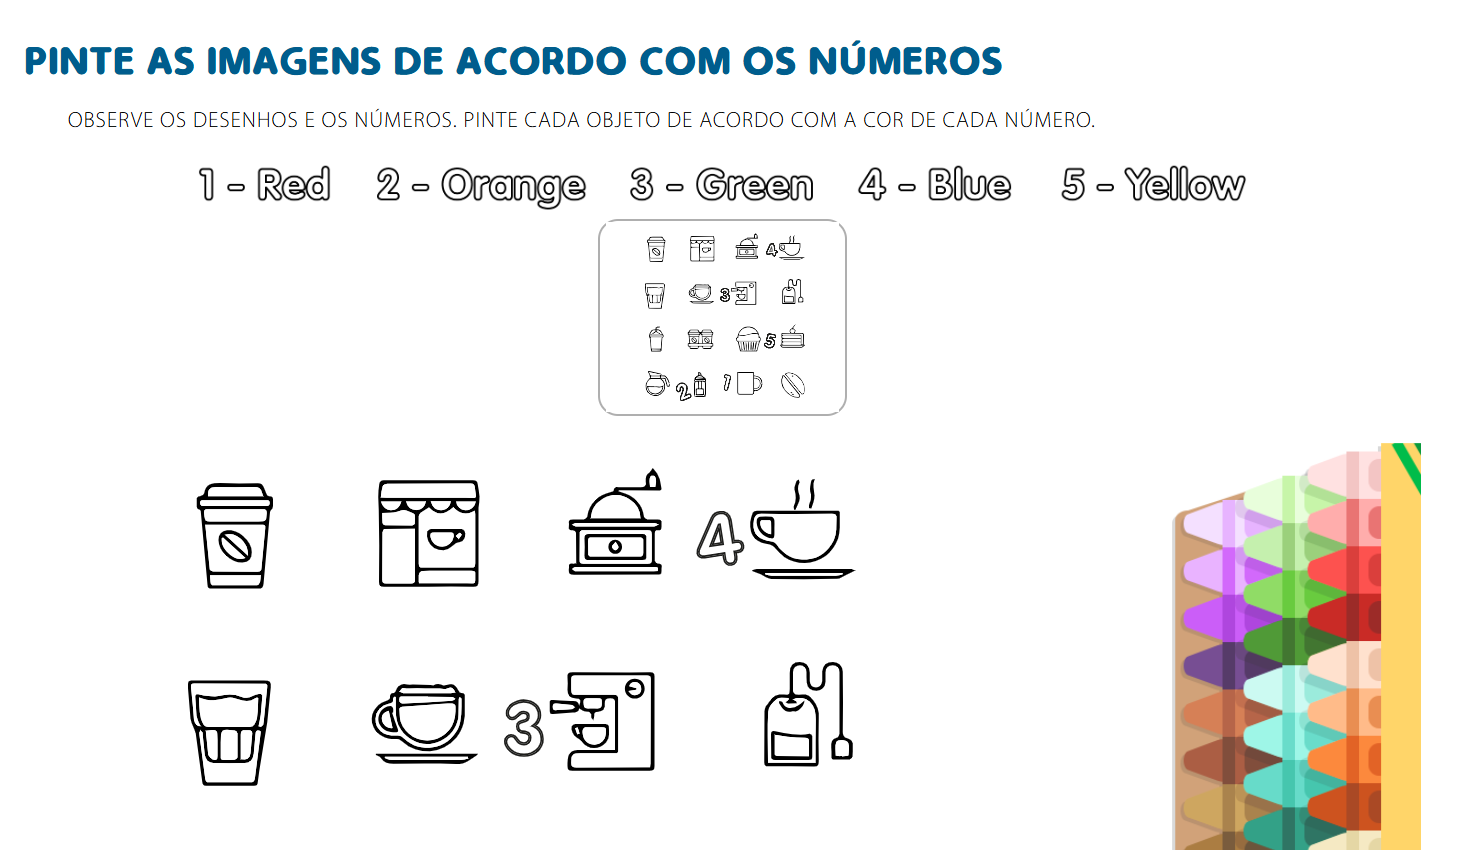 PINTE AS IMAGENS DE ACORDO COM OS NÚMEROS
OBSERVE OS DESENHOS E OS NÚMEROS. PINTE CADA OBJETO DE ACORDO COM A COR DE CADA NÚMERO.
1 - Red 2 - Orange 3 - Green 4 - Blue 5 - Yellow
4
3
5
2 1
4
3